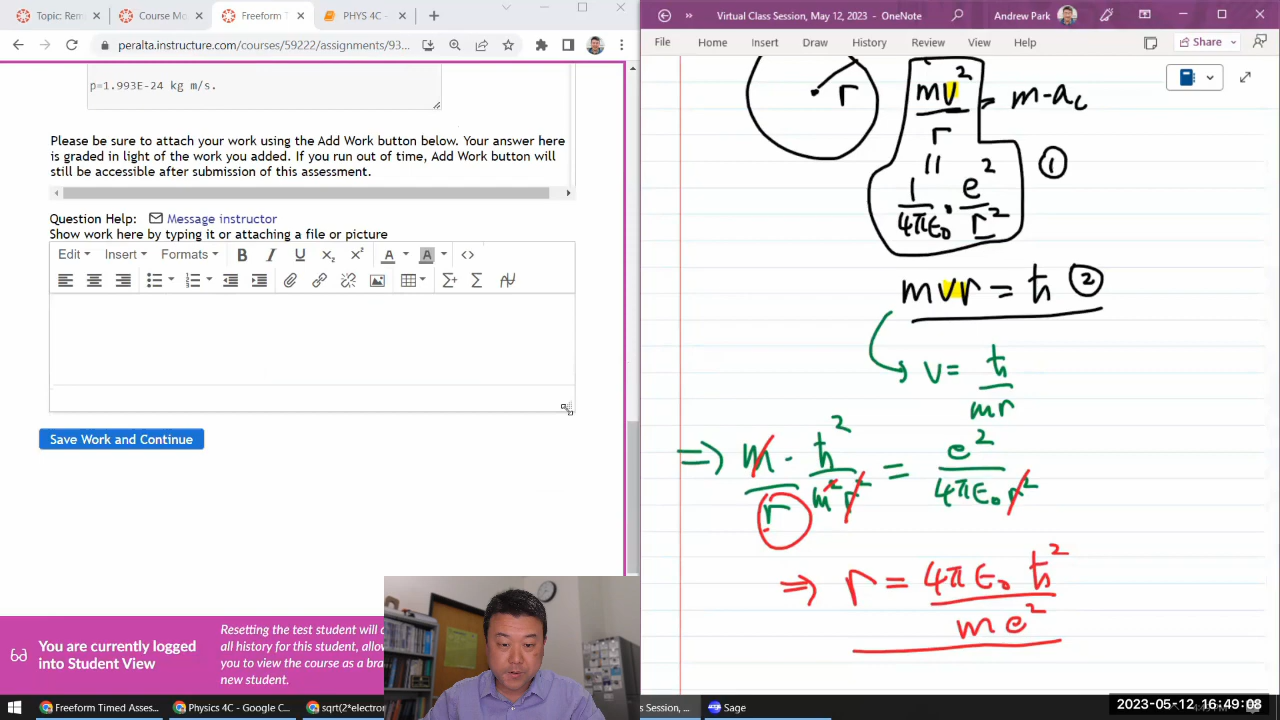 Topic Rem
Course Mo
Freeform T
PHYS 4C -
canvas.instructure.com/courses/59222/assignments/93...
p=1.993E-24 kg m/s.
Please be sure to attach your work using the Add Work button below. Your answer
here is graded in light of the work you added. If you run out of time, Add Work button will
still be accessible after submission of this assessment.
Question Help: Message instructor
Show work here by typing it or attaching a file or picture
Edit Insert Formats B I U X₂ X² A A <>
Save Work and Continue
You are currently logged
into Student View
Resetting the test student will c
all history for this student, allow
you to view the course as a bra
new student.
Virtual Class Session, May 12, 2023 - OneNote
Andrew Park
File Home Insert Draw History Review View Help Share
r
mv²/r = m·a_c
||
1/4πε₀ · e²/r² ①
mvr = ħ ②
v = ħ/mr
⇒ m/r · ħ²/m²r² = e²/4πε₀r²
⇒ r = 4πε₀ħ²/me²
Freeform Timed Asses...
Physics 4C - Google C...
sqrt(2*electron...
s Session, ...
Sage
2023-05-12 16:49:08